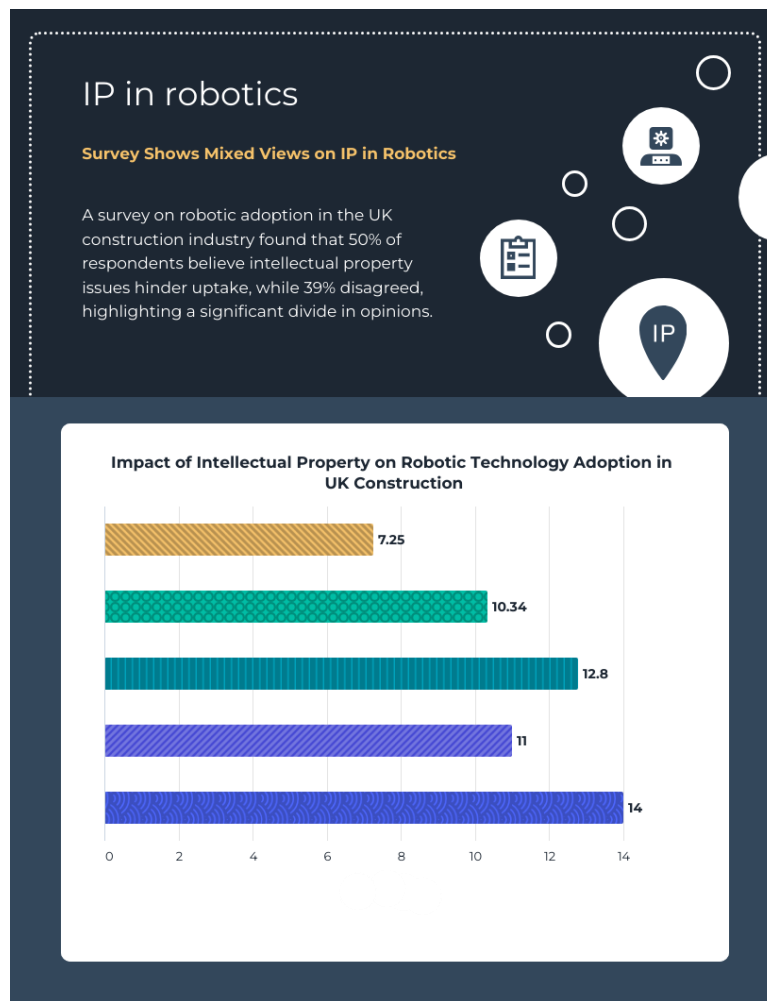 IP in robotics
Survey Shows Mixed Views on IP in Robotics
A survey on robotic adoption in the UK
construction industry found that 50% of
respondents believe intellectual property
issues hinder uptake, while 39% disagreed,
highlighting a significant divide in opinions.
IP
Impact of Intellectual Property on Robotic Technology Adoption in
UK Construction
7.25
10.34
12.8
11
14
0 2 4 6 8 10 12 14